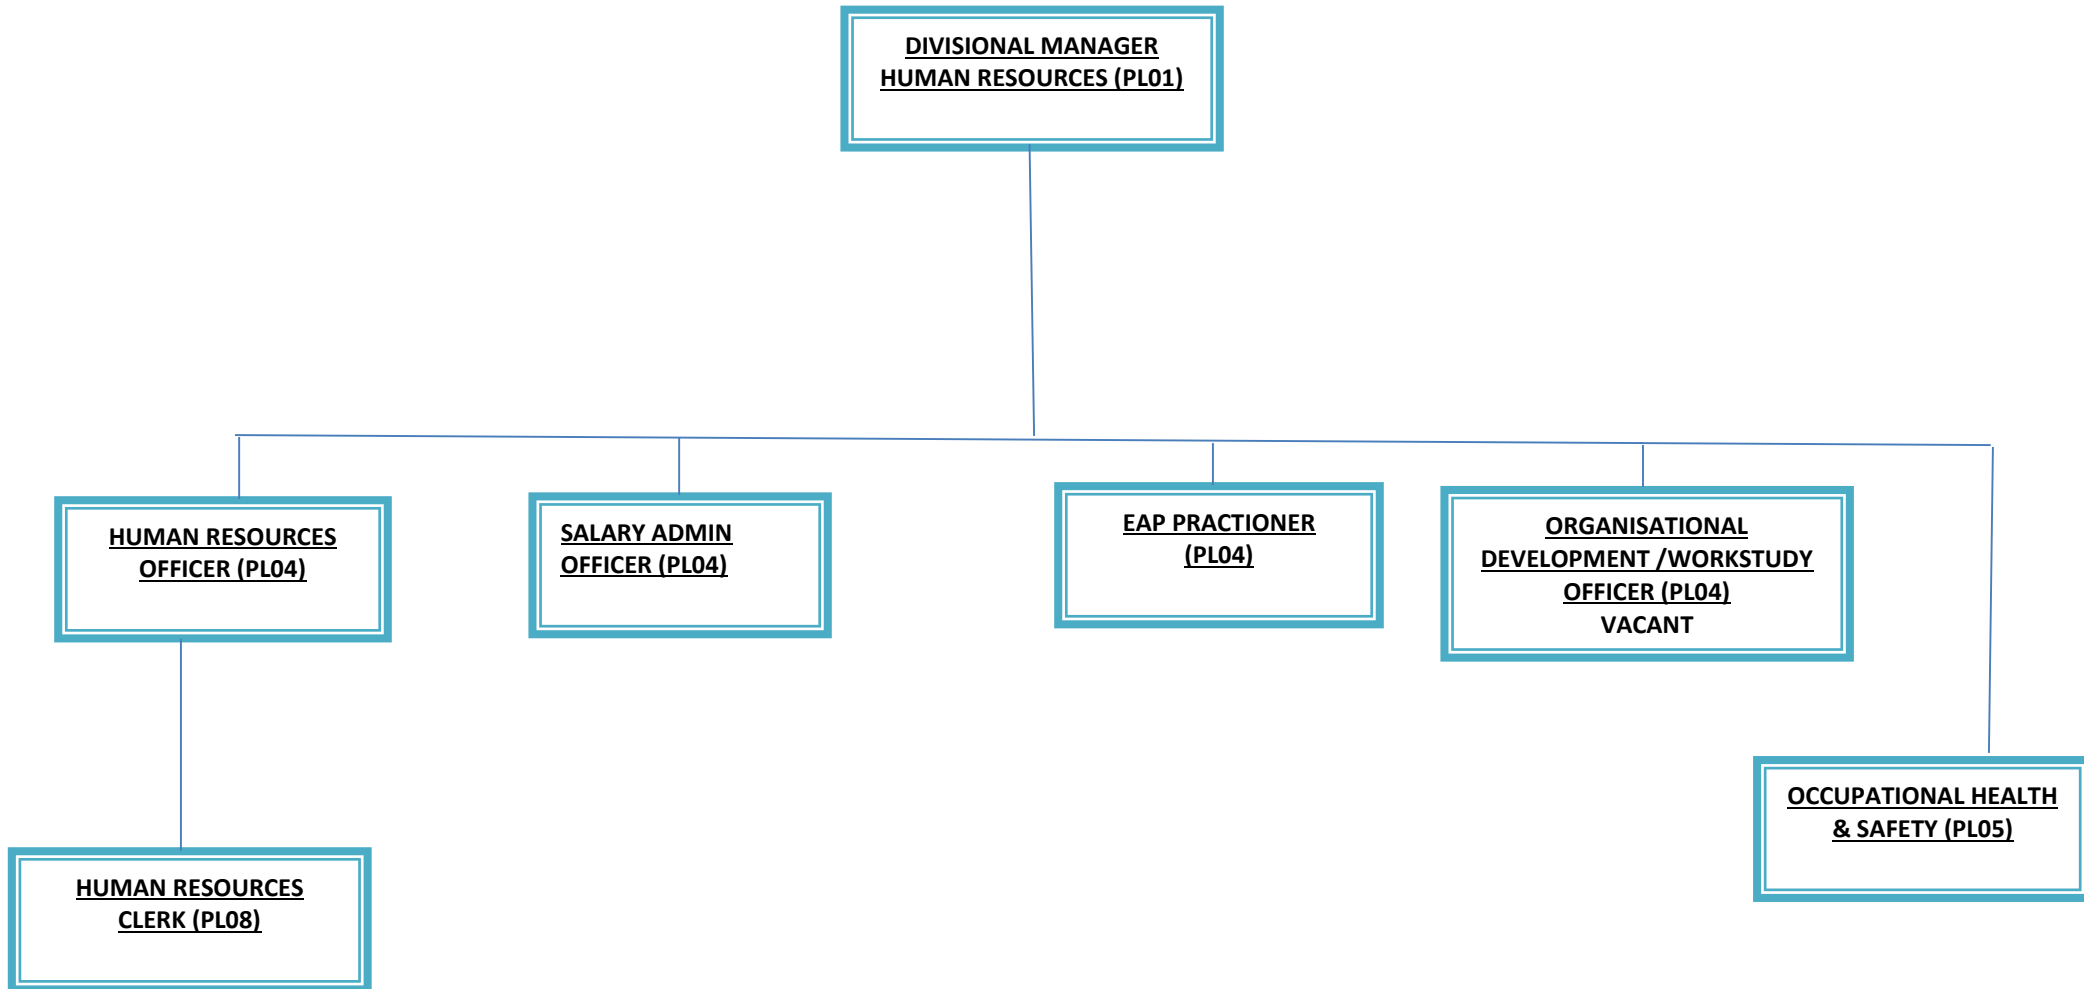 DIVISIONAL MANAGER
HUMAN RESOURCES (PL01)
HUMAN RESOURCES
OFFICER (PL04)
SALARY ADMIN
OFFICER (PL04)
EAP PRACTIONER
(PL04)
ORGANISATIONAL
DEVELOPMENT /WORKSTUDY
OFFICER (PL04)
VACANT
OCCUPATIONAL HEALTH
& SAFETY (PL05)
HUMAN RESOURCES
CLERK (PL08)